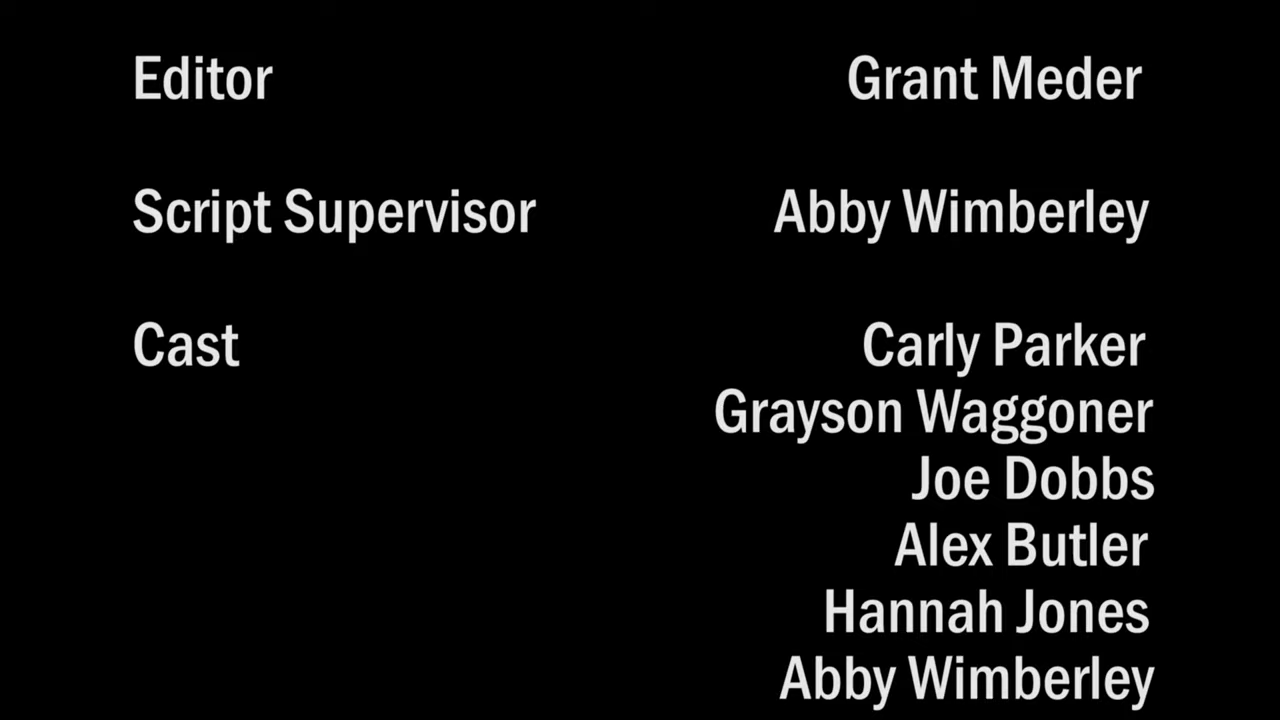 Editor Grant Meder
Script Supervisor Abby Wimberley
Cast Carly Parker
Grayson Waggoner
Joe Dobbs
Alex Butler
Hannah Jones
Abby Wimberley